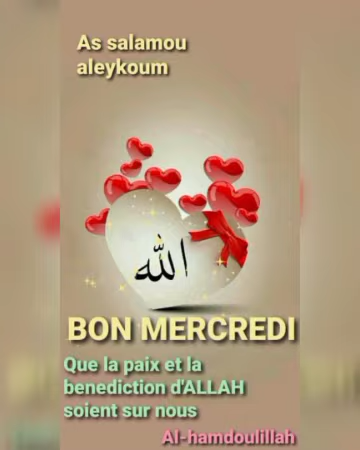 As salamou
aleykoum
الله
BON MERCREDI
Que la paix et la
benediction d'ALLAH
soient sur nous
Al-hamdoulillah